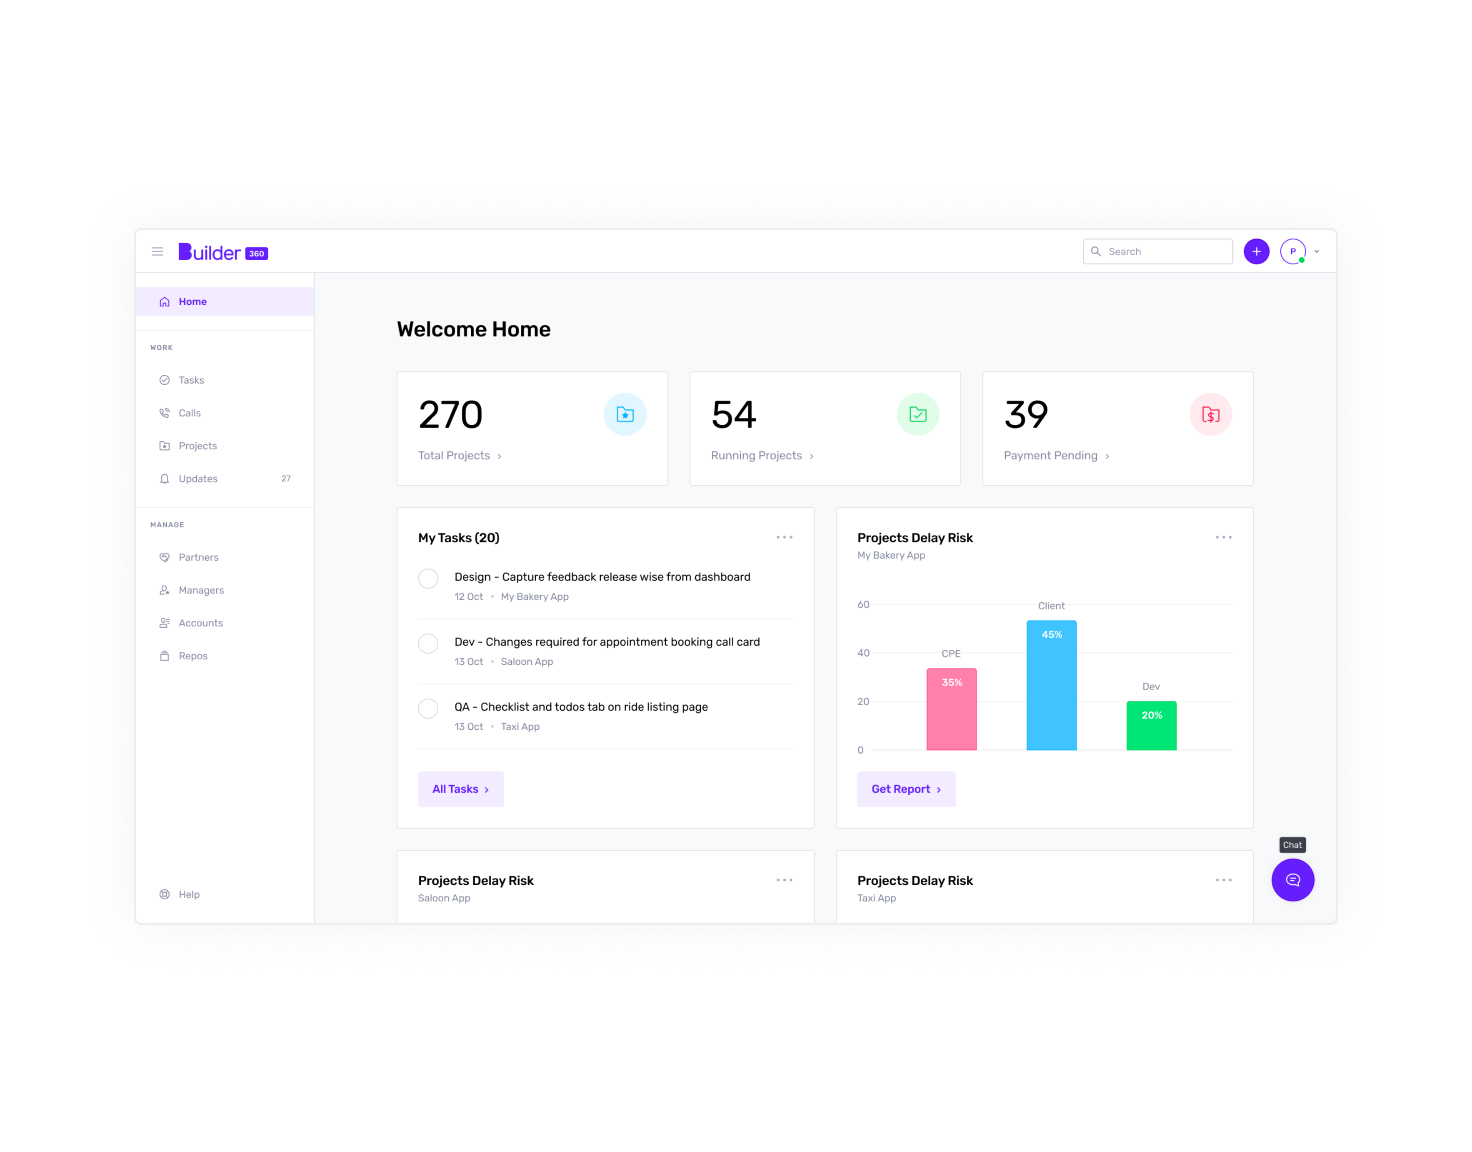 Builder 360
Search
P
Home
WORK
Tasks
Calls
Projects
Updates 27
MANAGE
Partners
Managers
Accounts
Repos
Help
Welcome Home
270
Total Projects
54
Running Projects
39
Payment Pending
My Tasks (20)
Design - Capture feedback release wise from dashboard
12 Oct • My Bakery App
Dev - Changes required for appointment booking call card
13 Oct • Saloon App
QA - Checklist and todos tab on ride listing page
13 Oct • Taxi App
All Tasks
Projects Delay Risk
My Bakery App
60
40
20
0
CPE
35%
Client
45%
Dev
20%
Get Report
Projects Delay Risk
Saloon App
Projects Delay Risk
Taxi App
Chat